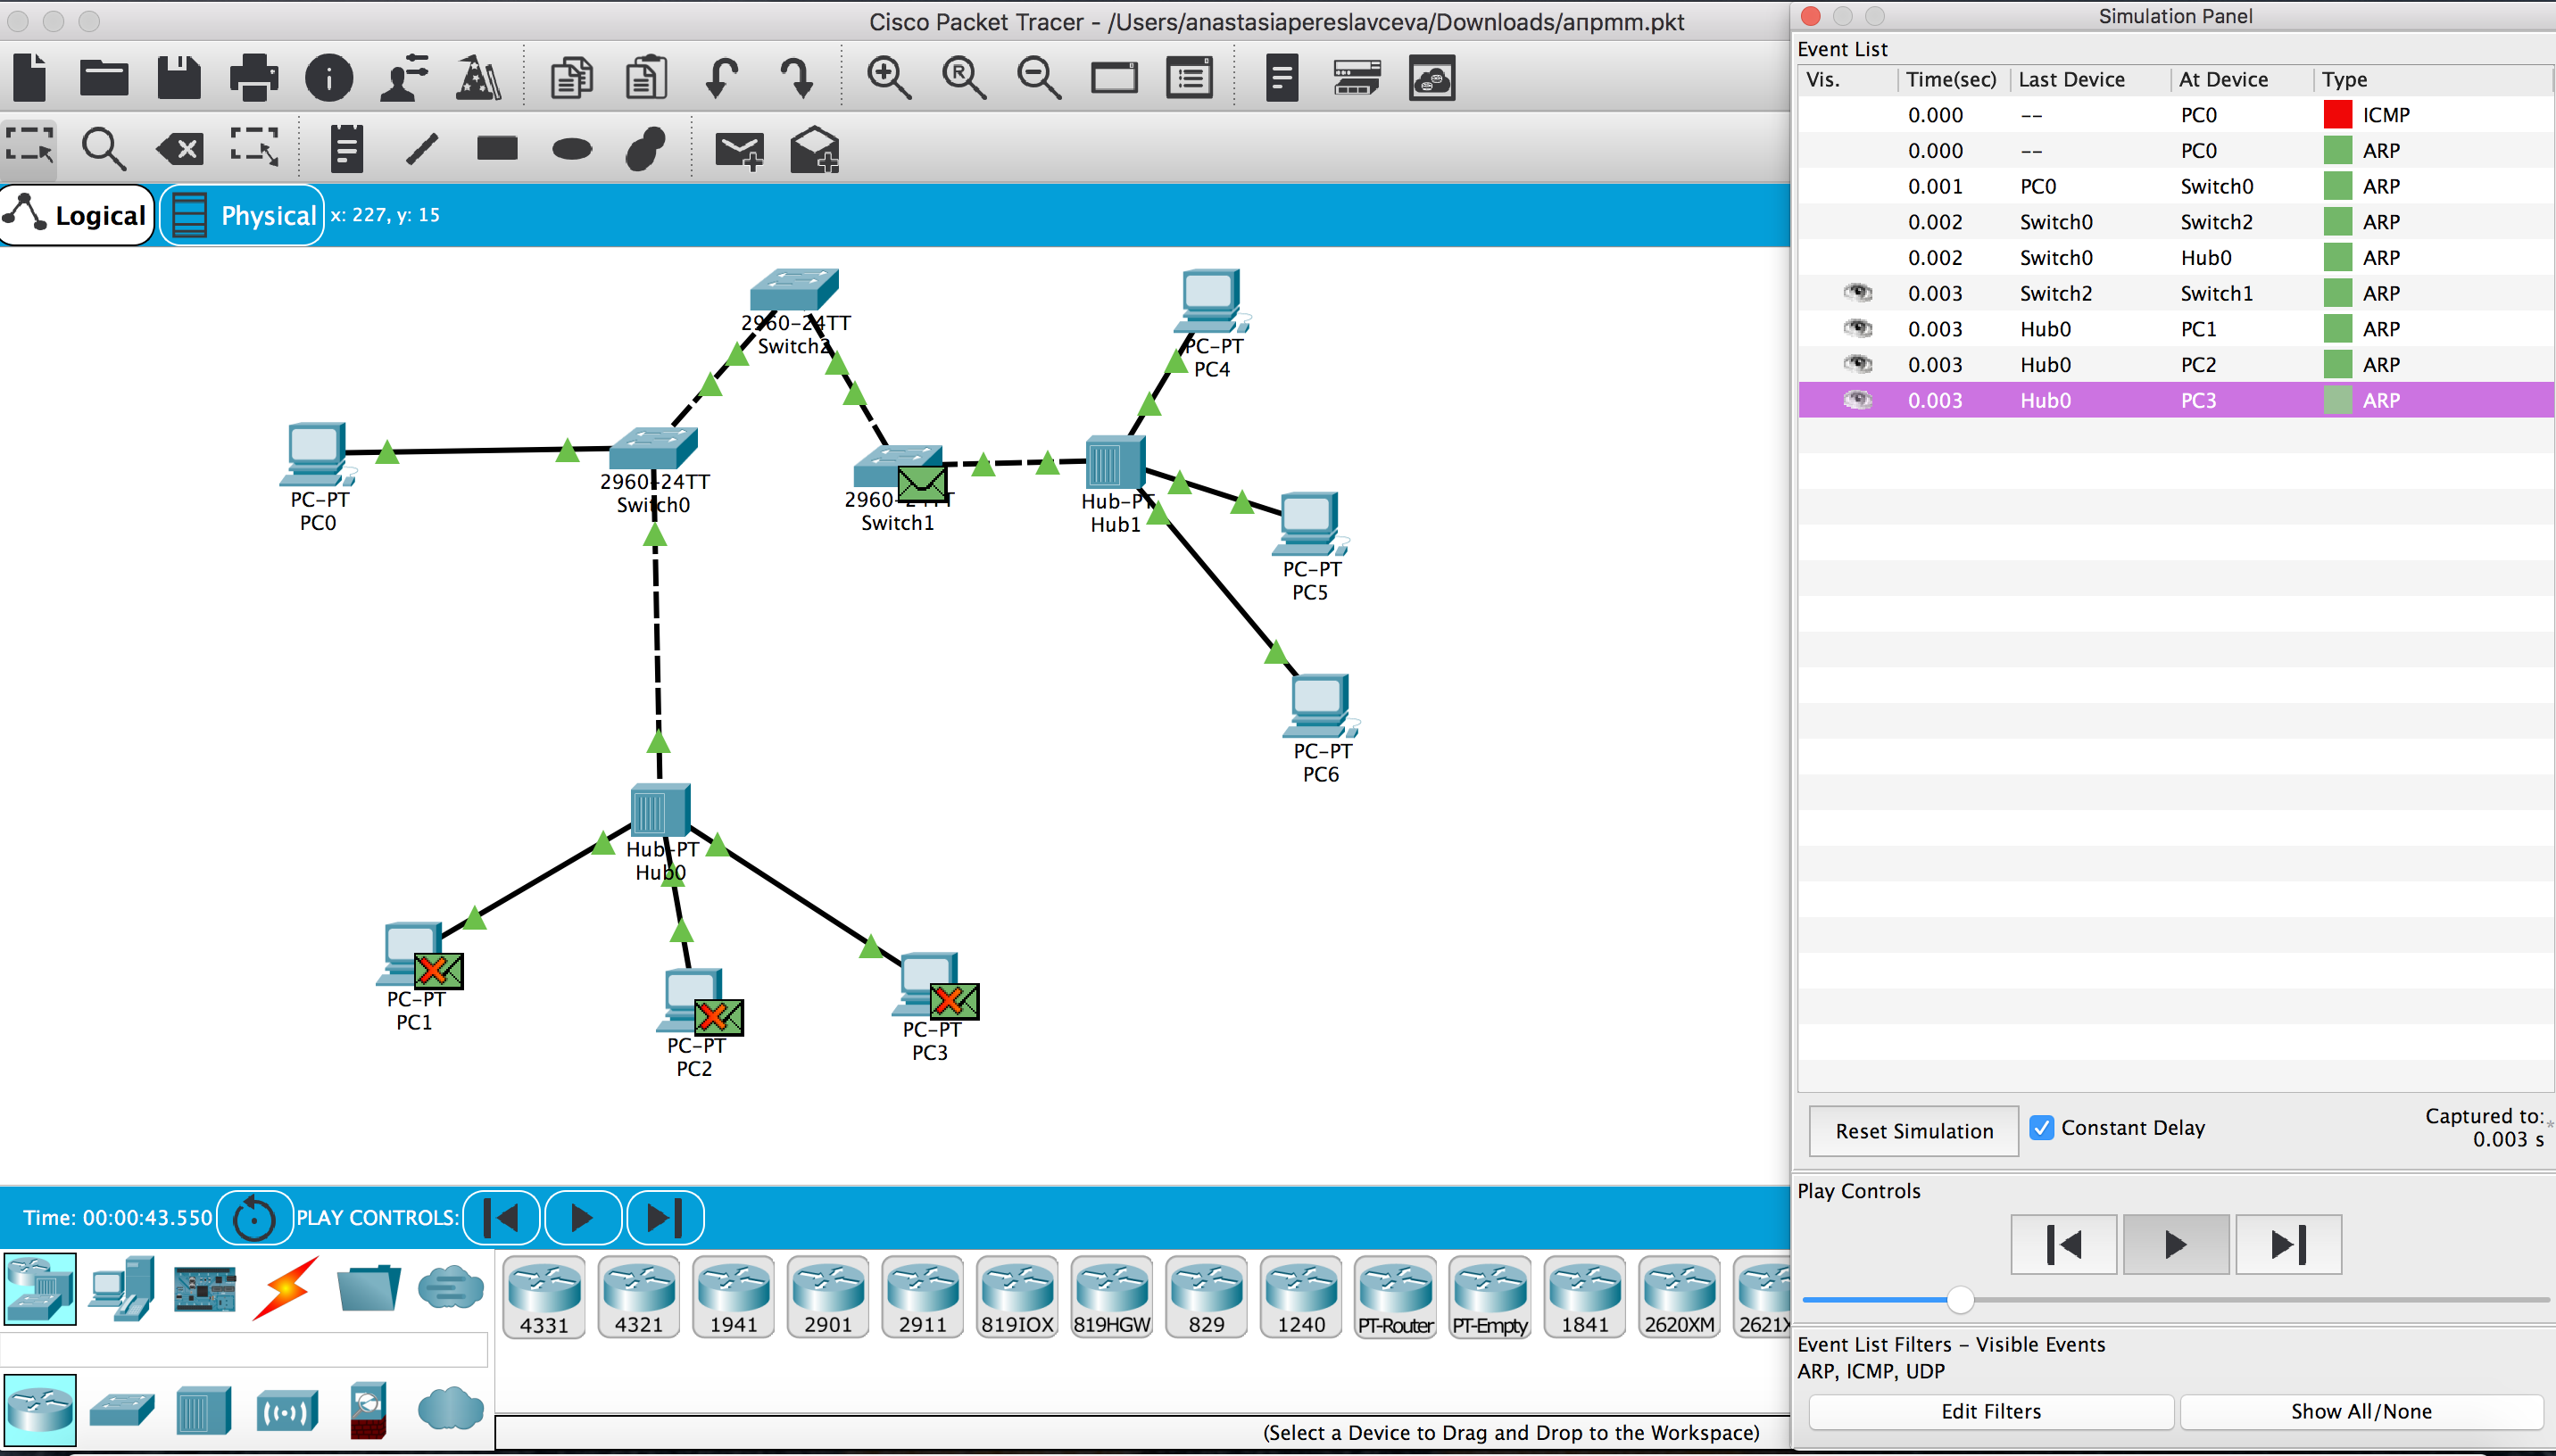 Cisco Packet Tracer - /Users/anastasiapereslavceva/Downloads/апрмм.pkt
Logical
Physical
x: 227, y: 15
2960-24TT
Switch2
PC-PT
PC4
PC-PT
PC0
2960-24TT
Switch0
2960-24TT
Switch1
Hub-PT
Hub1
PC-PT
PC5
PC-PT
PC6
Hub-PT
Hub0
PC-PT
PC1
PC-PT
PC2
PC-PT
PC3
Time: 00:00:43.550
PLAY CONTROLS:
4331
4321
1941
2901
2911
819IOX
819HGW
829
1240
PT-Router
PT-Empty
1841
2620XM
2621X
(Select a Device to Drag and Drop to the Workspace)
Simulation Panel
Event List
Vis. Time(sec) Last Device At Device Type
0.000 -- PC0 ICMP
0.000 -- PC0 ARP
0.001 PC0 Switch0 ARP
0.002 Switch0 Switch2 ARP
0.002 Switch0 Hub0 ARP
0.003 Switch2 Switch1 ARP
0.003 Hub0 PC1 ARP
0.003 Hub0 PC2 ARP
0.003 Hub0 PC3 ARP
Reset Simulation
Constant Delay
Captured to:
0.003 s
*
Play Controls
Event List Filters - Visible Events
ARP, ICMP, UDP
Edit Filters
Show All/None